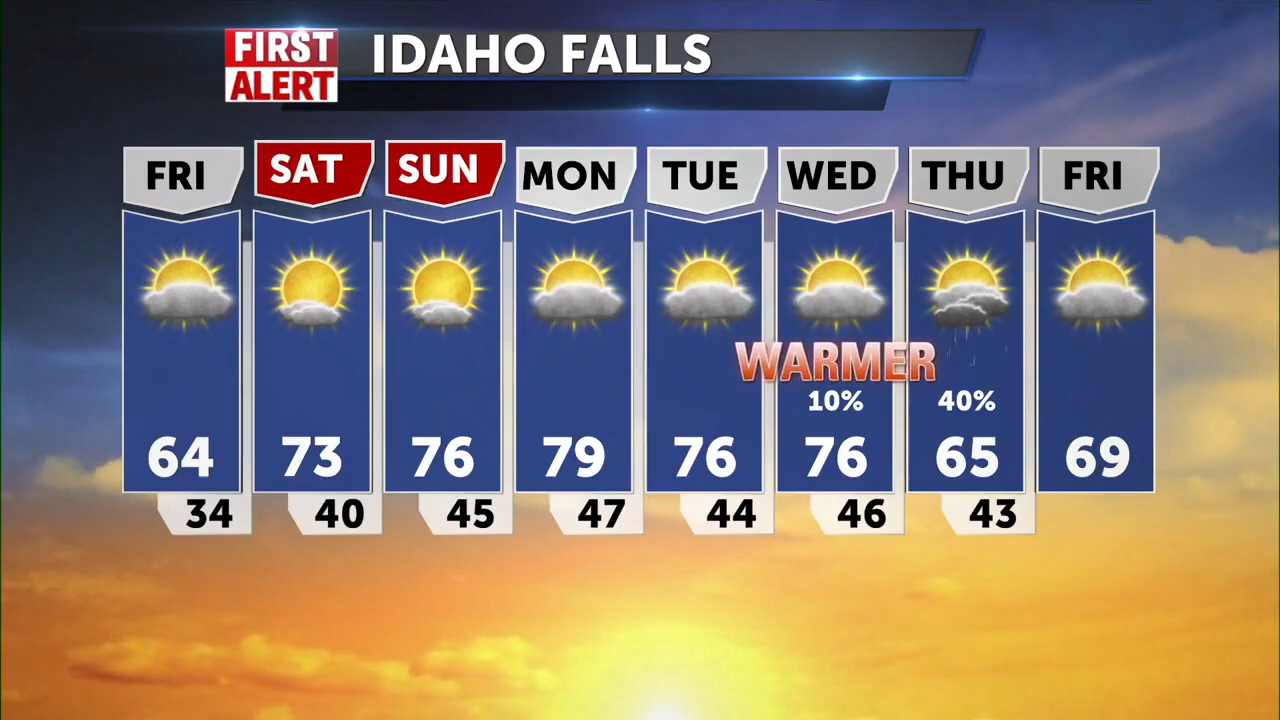 FIRST
ALERT
IDAHO FALLS
FRI SAT SUN MON TUE WED THU FRI
WARMER
10% 40%
64 73 76 79 76 76 65 69
34 40 45 47 44 46 43